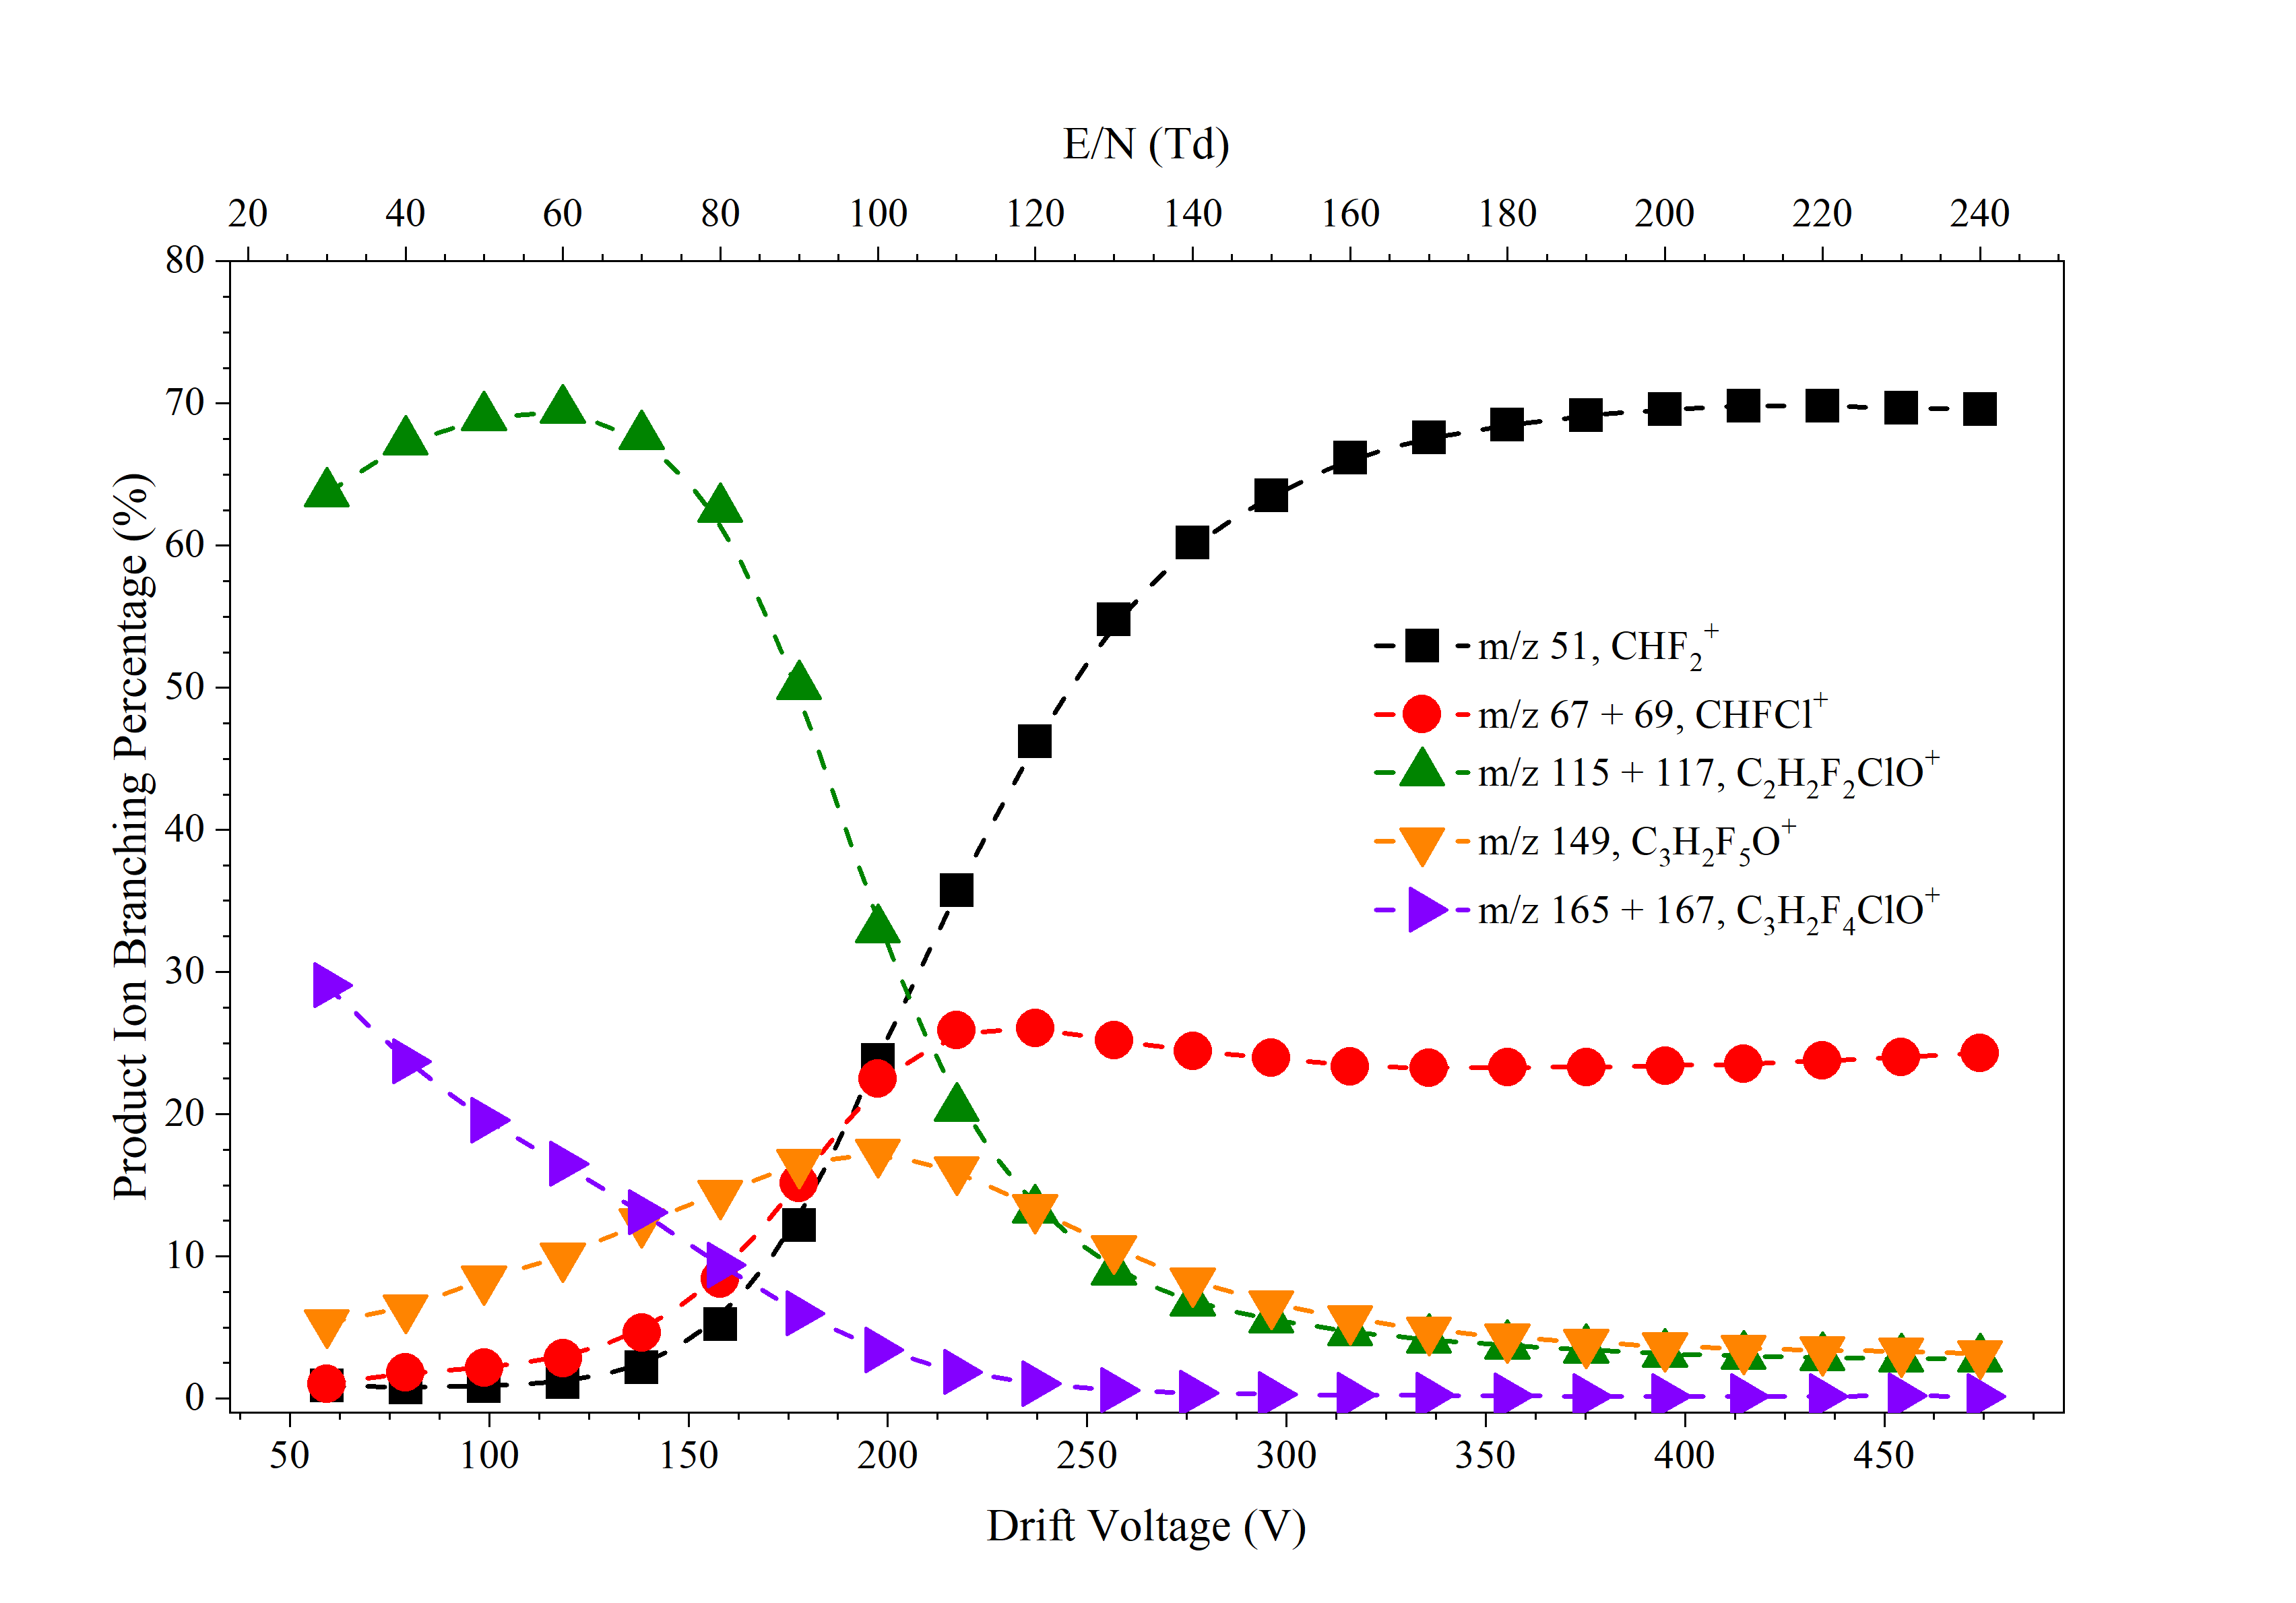 E/N (Td)
20 40 60 80 100 120 140 160 180 200 220 240
Product Ion Branching Percentage (%)
80
70
60
50
40
30
20
10
0
m/z 51, CHF₂⁺
m/z 67 + 69, CHFCl⁺
m/z 115 + 117, C₂H₂F₂ClO⁺
m/z 149, C₃H₂F₅O⁺
m/z 165 + 167, C₃H₂F₄ClO⁺
50 100 150 200 250 300 350 400 450
Drift Voltage (V)